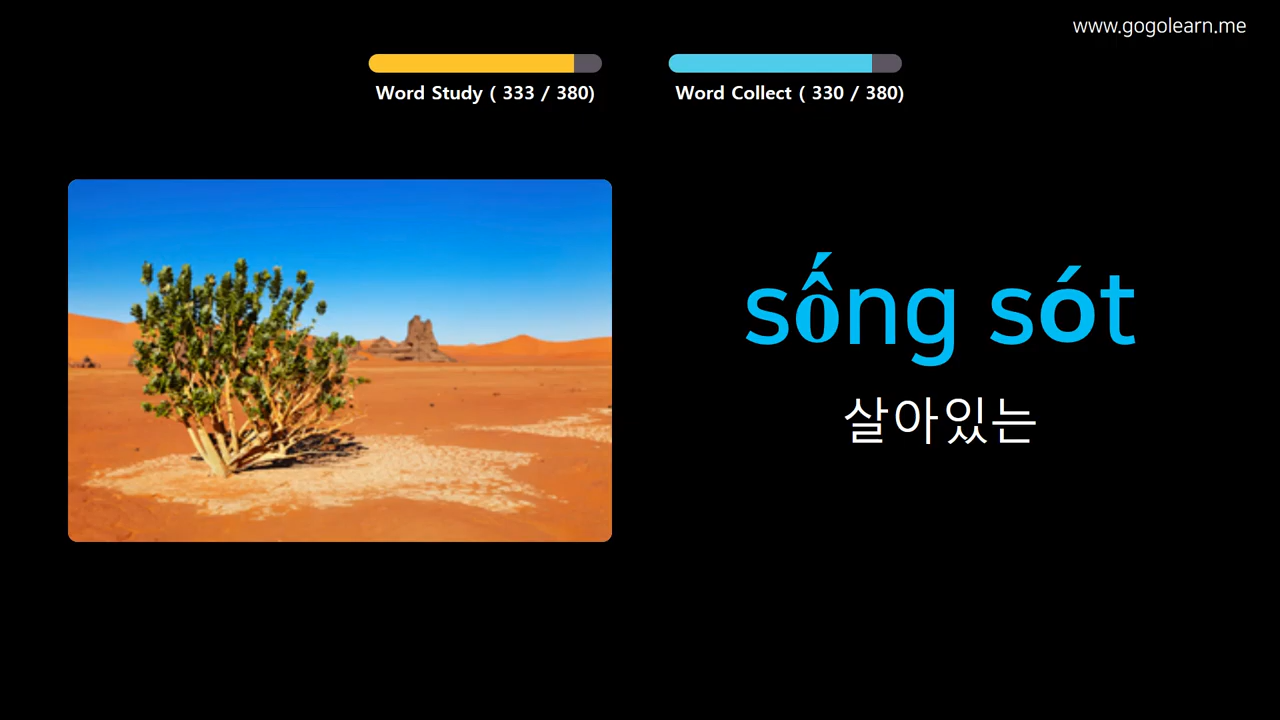 www.gogolearn.me
Word Study ( 333 / 380)
Word Collect ( 330 / 380)
sống sót
살아있는